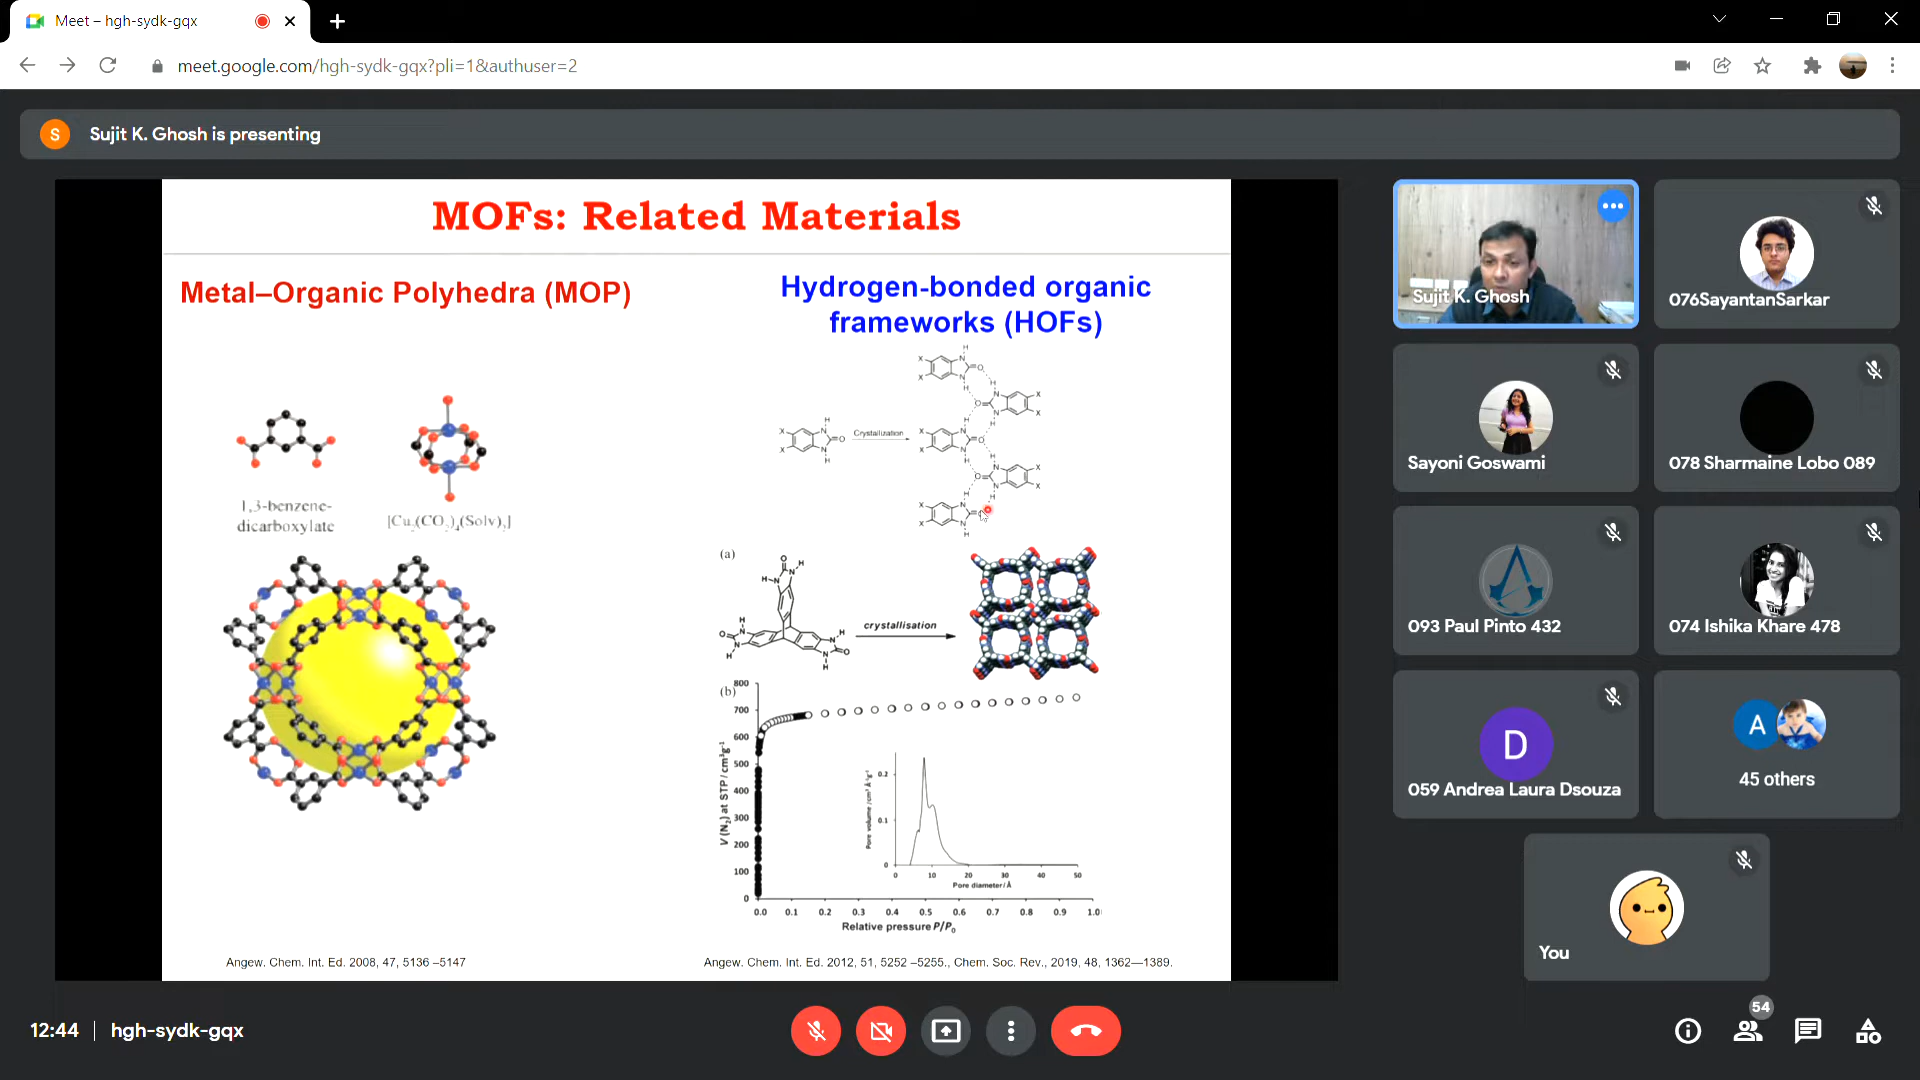 Meet – hgh-sydk-gqx
meet.google.com/hgh-sydk-gqx?pli=1&authuser=2
S
Sujit K. Ghosh is presenting
MOFs: Related Materials
Metal–Organic Polyhedra (MOP)
1,3-benzene-
dicarboxylate
[Cu2(CO2)4(Solv)2]
Angew. Chem. Int. Ed. 2008, 47, 5136 –5147
Hydrogen-bonded organic
frameworks (HOFs)
Crystallization
(a)
crystallisation
(b)
V (N2) at STP / cm3g-1
800
700
600
500
400
300
200
100
0
0.0 0.1 0.2 0.3 0.4 0.5 0.6 0.7 0.8 0.9 1.0
Relative pressure P/P0
0.2
0.1
0
0 10 20 30 40 50
Pore diameter/Å
Angew. Chem. Int. Ed. 2012, 51, 5252 –5255., Chem. Soc. Rev., 2019, 48, 1362—1389.
Sujit K. Ghosh
076SayantanSarkar
Sayoni Goswami
078 Sharmaine Lobo 089
093 Paul Pinto 432
074 Ishika Khare 478
D
059 Andrea Laura Dsouza
A
45 others
You
12:44 | hgh-sydk-gqx
54